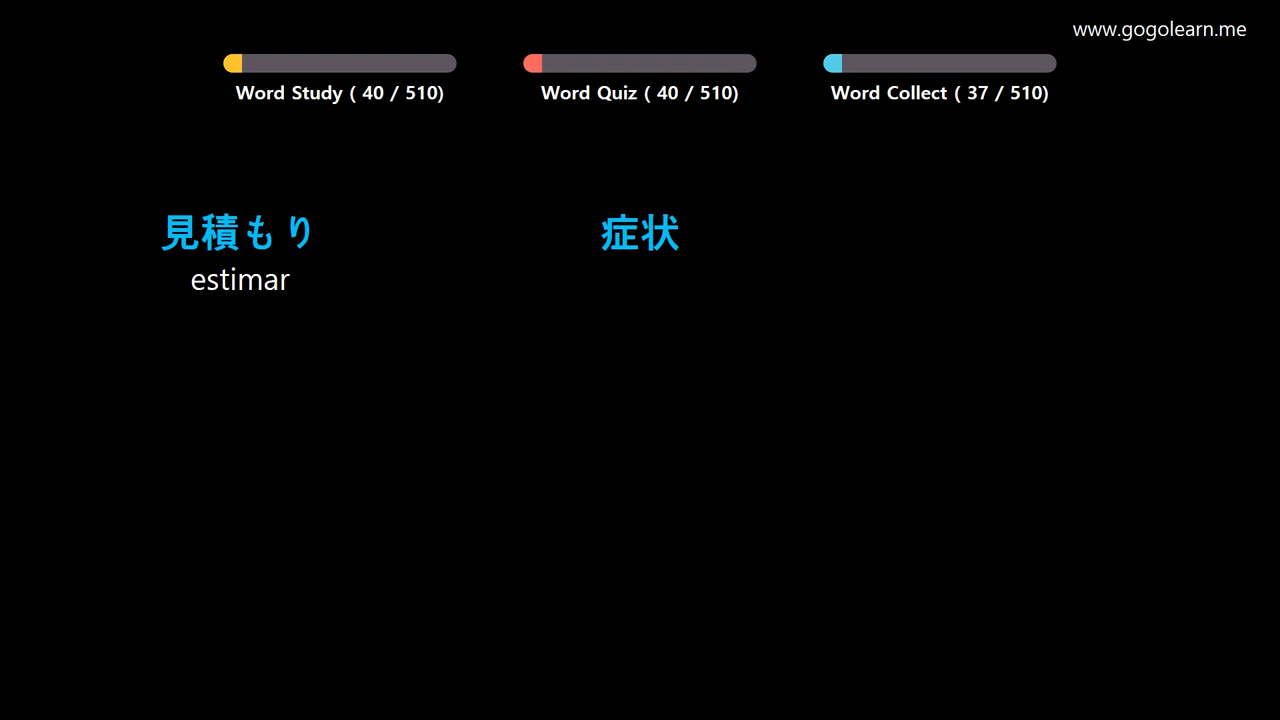 www.gogolearn.me
Word Study ( 40 / 510)
Word Quiz ( 40 / 510)
Word Collect ( 37 / 510)
見積もり
estimar
症状